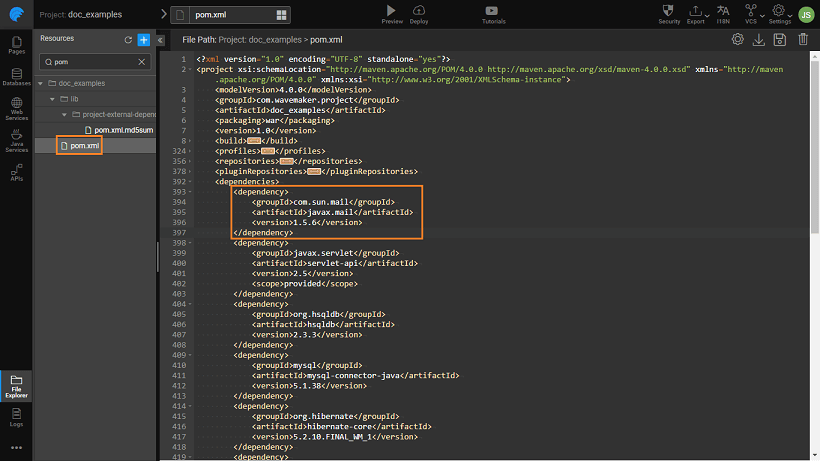 Project: doc_examples
pom.xml
Preview
Deploy
Tutorials
Security
Export
I18N
VCS
Settings
JS
Pages
Databases
Web
Services
Java
Services
APIs
File
Explorer
Logs
Resources
pom
doc_examples
lib
project-external-depend
pom.xml.md5sum
pom.xml
File Path: Project: doc_examples > pom.xml
1 <?xml version="1.0" encoding="UTF-8" standalone="yes"?>
2 <project xsi:schemaLocation="http://maven.apache.org/POM/4.0.0 http://maven.apache.org/xsd/maven-4.0.0.xsd" xmlns="http://maven
.apache.org/POM/4.0.0" xmlns:xsi="http://www.w3.org/2001/XMLSchema-instance">
3 <modelVersion>4.0.0</modelVersion>
4 <groupId>com.wavemaker.project</groupId>
5 <artifactId>doc_examples</artifactId>
6 <packaging>war</packaging>
7 <version>1.0</version>
8 <build></build>
324 <profiles></profiles>
356 <repositories></repositories>
378 <pluginRepositories></pluginRepositories>
392 <dependencies>
393 <dependency>
394 <groupId>com.sun.mail</groupId>
395 <artifactId>javax.mail</artifactId>
396 <version>1.5.6</version>
397 </dependency>
398 <dependency>
399 <groupId>javax.servlet</groupId>
400 <artifactId>servlet-api</artifactId>
401 <version>2.5</version>
402 <scope>provided</scope>
403 </dependency>
404 <dependency>
405 <groupId>org.hsqldb</groupId>
406 <artifactId>hsqldb</artifactId>
407 <version>2.3.3</version>
408 </dependency>
409 <dependency>
410 <groupId>mysql</groupId>
411 <artifactId>mysql-connector-java</artifactId>
412 <version>5.1.38</version>
413 </dependency>
414 <dependency>
415 <groupId>org.hibernate</groupId>
416 <artifactId>hibernate-core</artifactId>
417 <version>5.2.10.FINAL_WM_1</version>
418 </dependency>
419 <dependency>